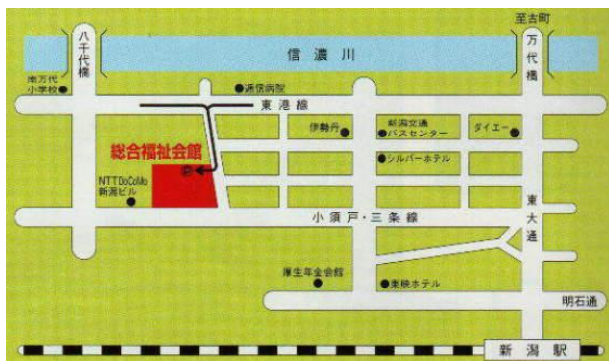 至古町
八千代橋
信濃川
万代橋
南万代
小学校
逓信病院
東港線
伊勢丹
新潟交通
バスセンター
ダイエー
総合福祉会館
シルバーホテル
P
NTTDoCoMo
新潟ビル
小須戸・三条線
東大通
厚生年金会館
東映ホテル
明石通
新潟駅